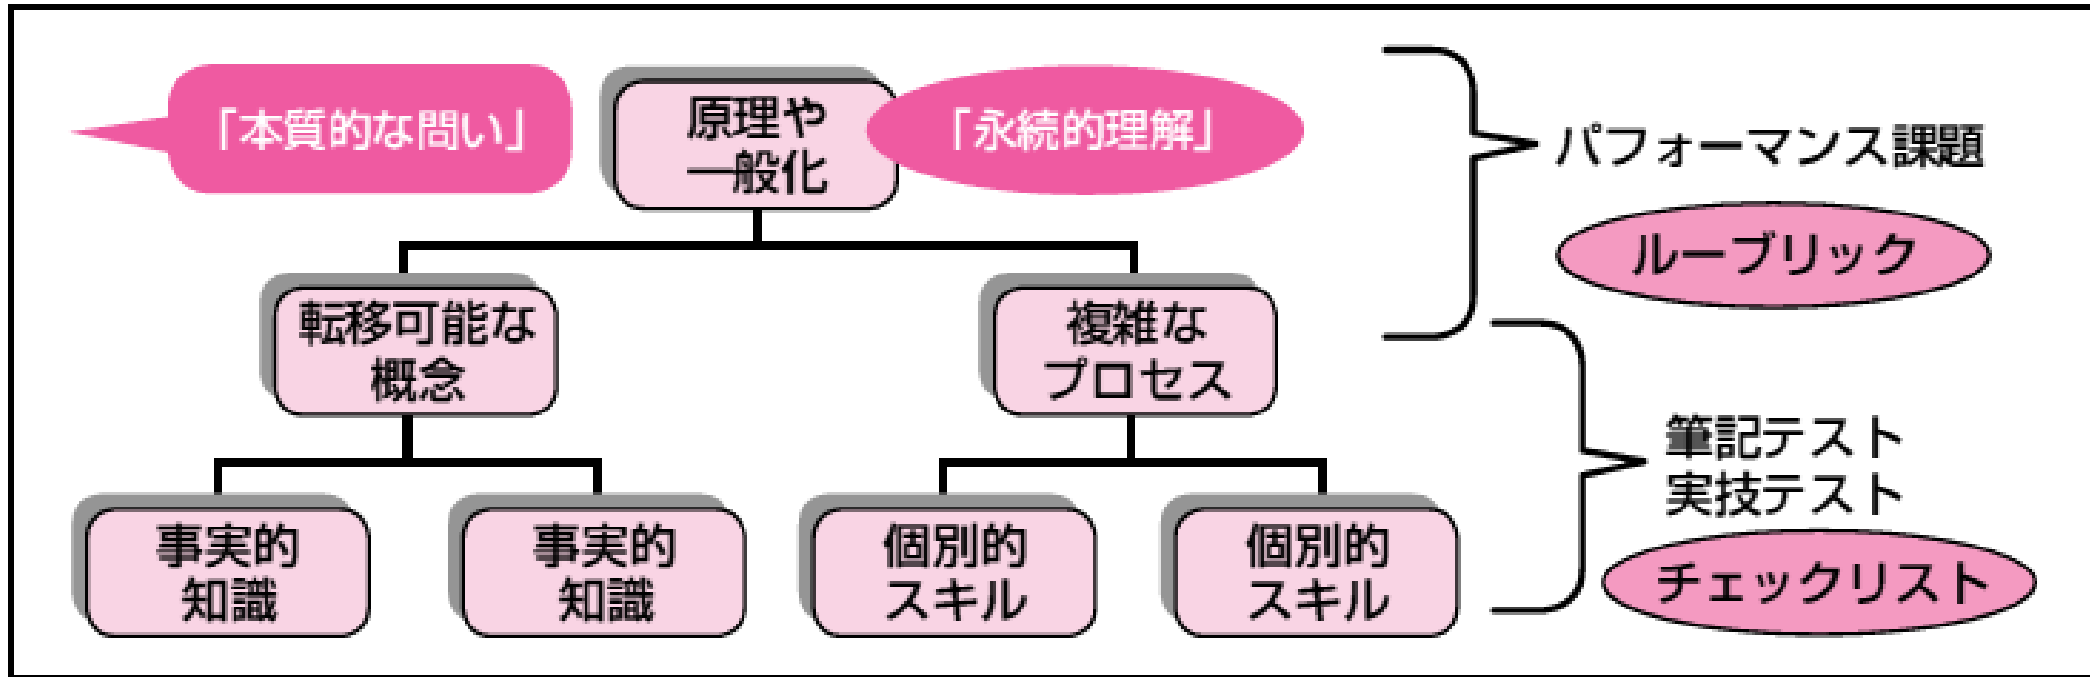 「本質的な問い」
原理や
一般化
「永続的理解」
パフォーマンス課題
ルーブリック
転移可能な
概念
複雑な
プロセス
筆記テスト
実技テスト
チェックリスト
事実的
知識
事実的
知識
個別的
スキル
個別的
スキル